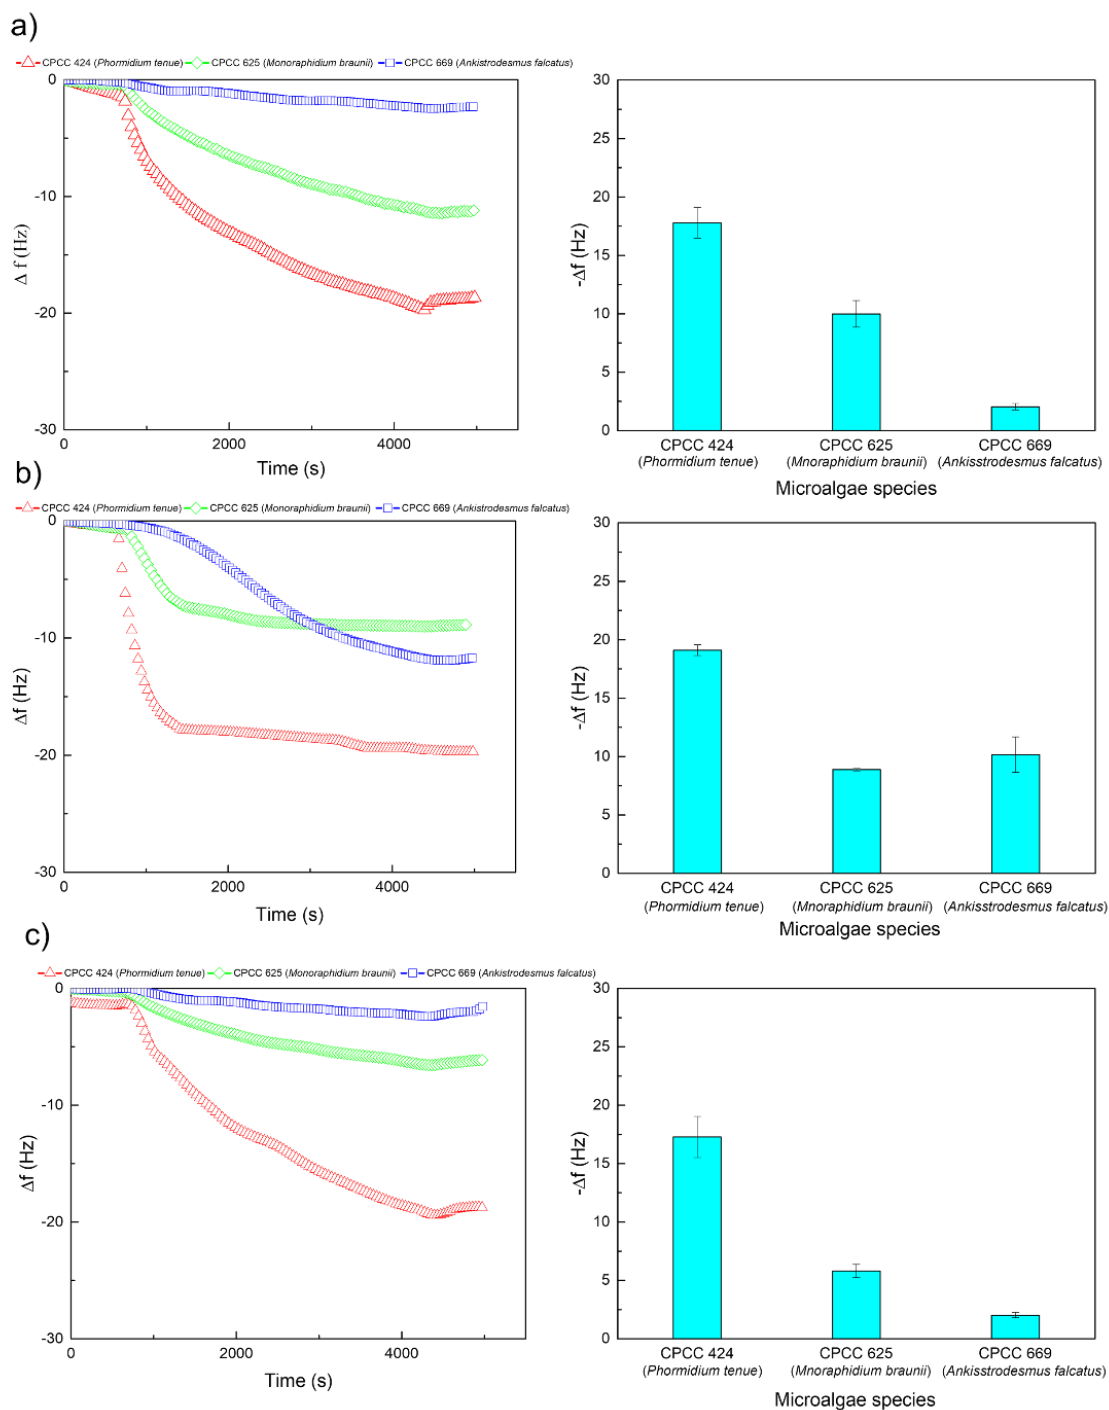 a)
CPCC 424 (Phormidium tenue) CPCC 625 (Monoraphidium braunii) CPCC 669 (Ankistrodesmus falcatus)
0
-10
-20
-30
Δ f (Hz)
0 2000 4000
Time (s)
30
25
20
15
10
5
0
-Δf (Hz)
CPCC 424 CPCC 625 CPCC 669
(Phormidium tenue) (Mnoraphidium braunii) (Ankisstrodesmus falcatus)
Microalgae species
b)
CPCC 424 (Phormidium tenue) CPCC 625 (Monoraphidium braunii) CPCC 669 (Ankistrodesmus falcatus)
0
-10
-20
-30
Δf (Hz)
0 2000 4000
Time (s)
30
25
20
15
10
5
0
-Δf (Hz)
CPCC 424 CPCC 625 CPCC 669
(Phormidium tenue) (Mnoraphidium braunii) (Ankisstrodesmus falcatus)
Microalgae species
c)
CPCC 424 (Phormidium tenue) CPCC 625 (Monoraphidium braunii) CPCC 669 (Ankistrodesmus falcatus)
0
-10
-20
-30
Δf (Hz)
0 2000 4000
Time (s)
30
25
20
15
10
5
0
-Δf (Hz)
CPCC 424 CPCC 625 CPCC 669
(Phormidium tenue) (Mnoraphidium braunii) (Ankisstrodesmus falcatus)
Microalgae species